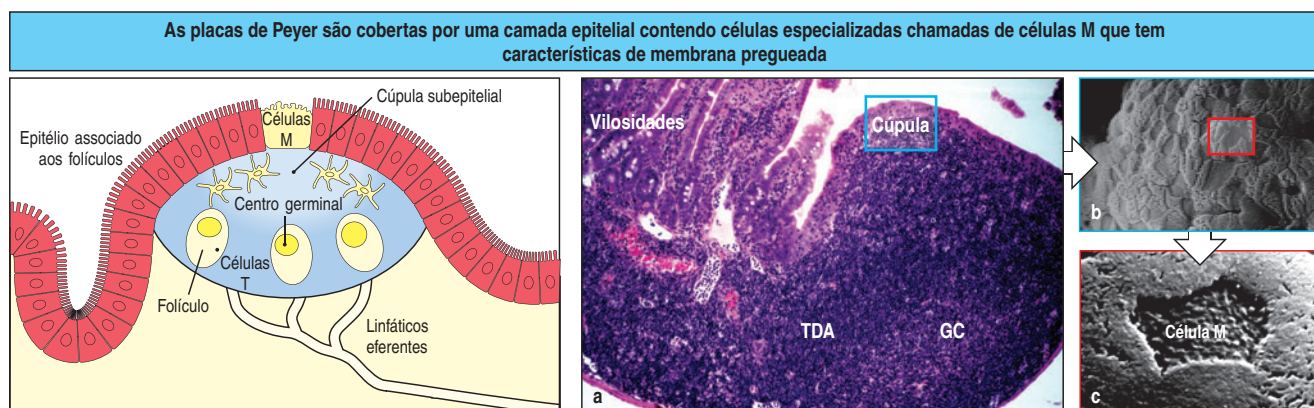 As placas de Peyer são cobertas por uma camada epitelial contendo células especializadas chamadas de células M que tem
características de membrana pregueada
Epitélio associado
aos folículos
Células
M
Cúpula subepitelial
Centro germinal
Células
T
Folículo
Linfáticos
eferentes
Vilosidades
Cúpula
TDA
GC
a
b
Célula M
c